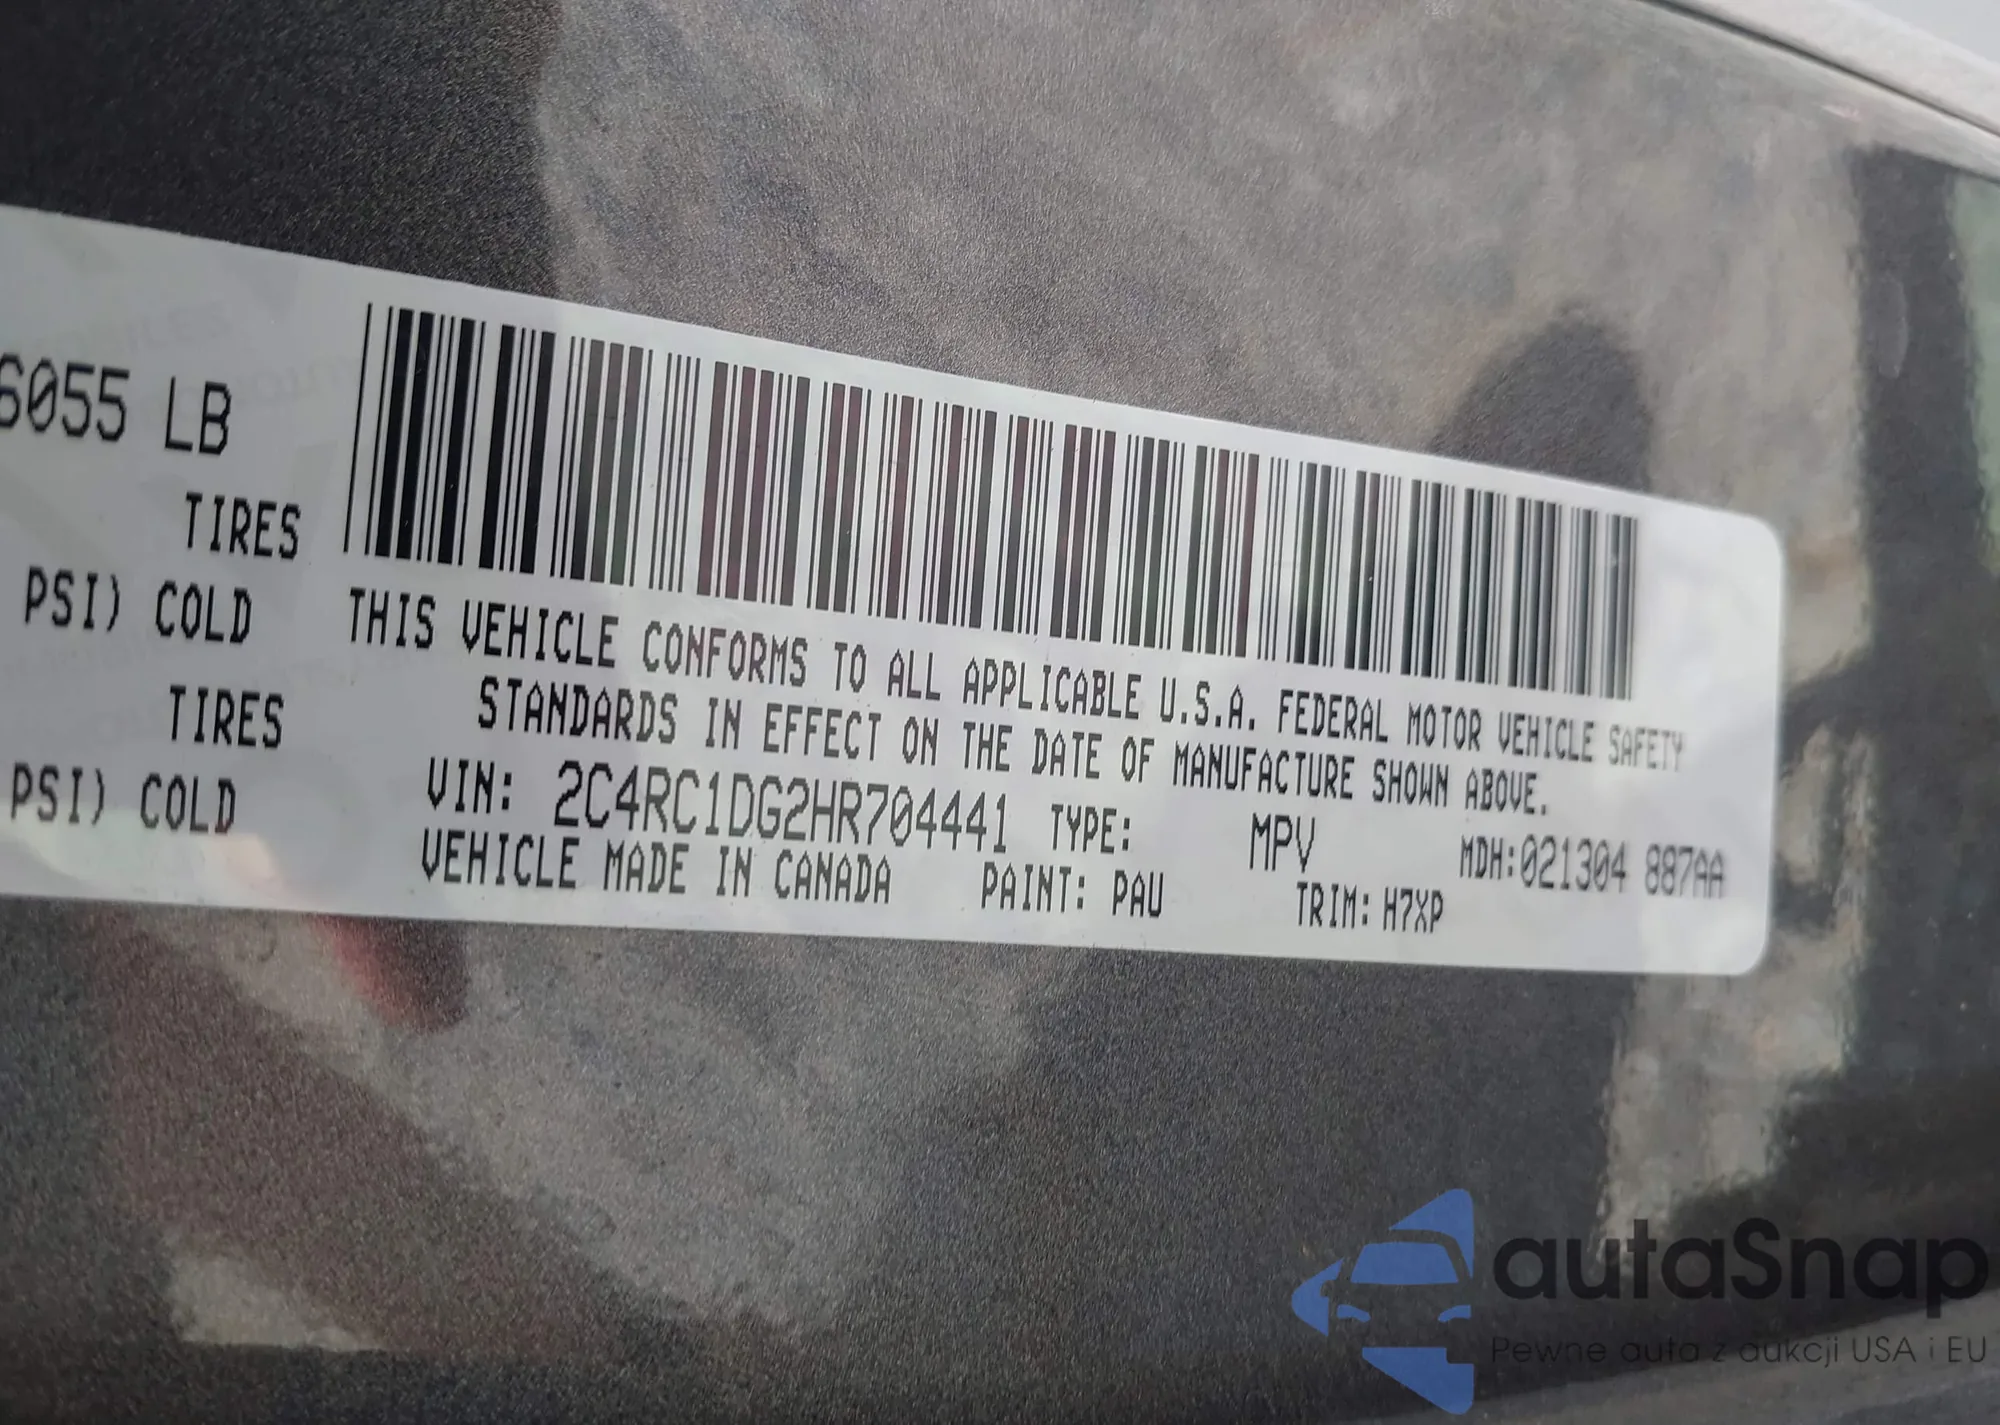 6055 LB
TIRES
PSI) COLD
TIRES
PSI) COLD
THIS VEHICLE CONFORMS TO ALL APPLICABLE U.S.A. FEDERAL MOTOR VEHICLE SAFETY
STANDARDS IN EFFECT ON THE DATE OF MANUFACTURE SHOWN ABOVE.
VIN: 2C4RC1DG2HR704441 TYPE: MPV MDH:021304 887AA
VEHICLE MADE IN CANADA PAINT: PAU TRIM: H7XP
autaSnap
Pewne auta z aukcji USA i EU